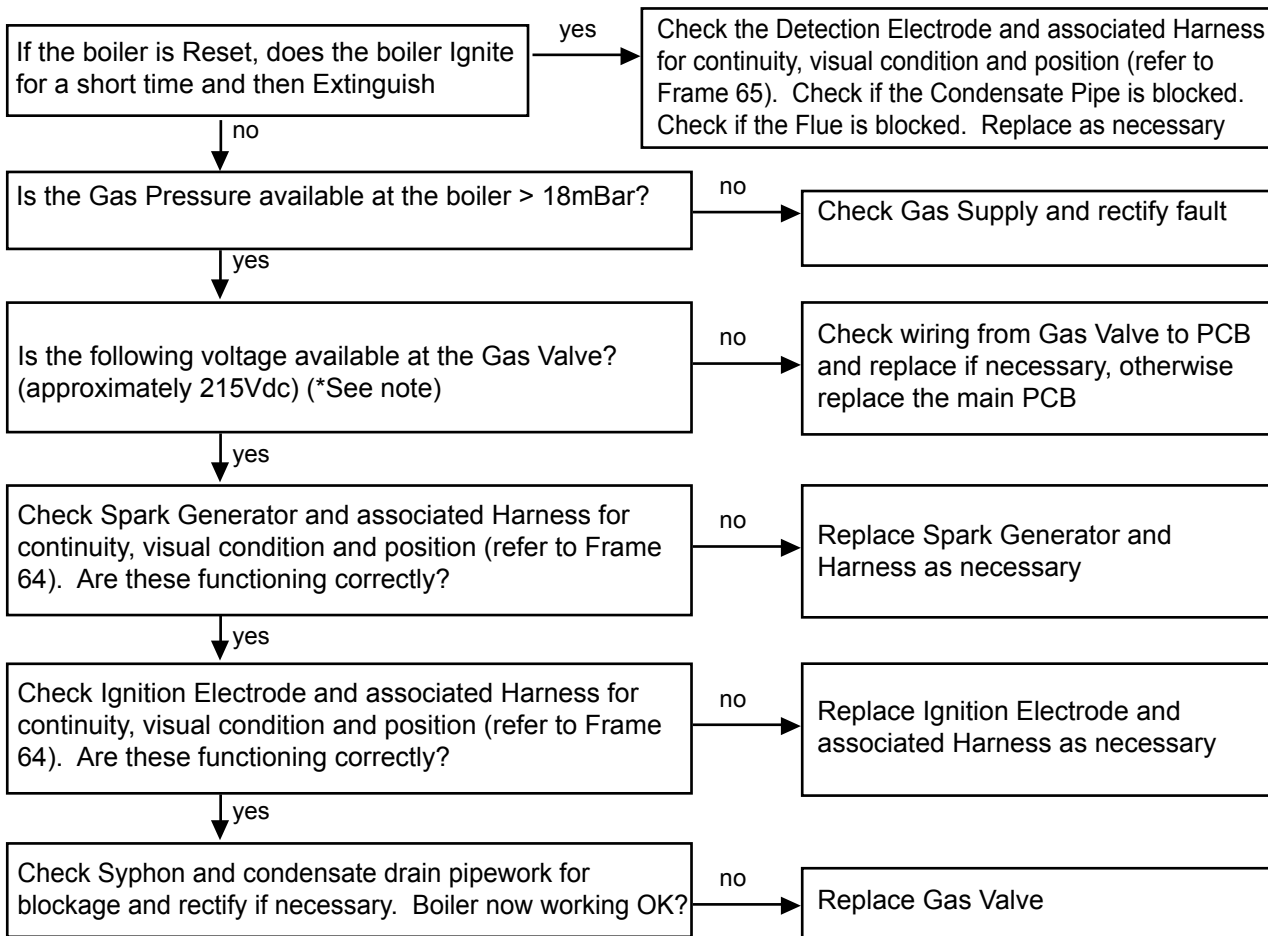 If the boiler is Reset, does the boiler Ignite
for a short time and then Extinguish
yes
Check the Detection Electrode and associated Harness
for continuity, visual condition and position (refer to
Frame 65).  Check if the Condensate Pipe is blocked.
Check if the Flue is blocked.  Replace as necessary
no
Is the Gas Pressure available at the boiler > 18mBar?
no
Check Gas Supply and rectify fault
yes
Is the following voltage available at the Gas Valve?
(approximately 215Vdc) (*See note)
no
Check wiring from Gas Valve to PCB
and replace if necessary, otherwise
replace the main PCB
yes
Check Spark Generator and associated Harness for
continuity, visual condition and position (refer to Frame
64).  Are these functioning correctly?
no
Replace Spark Generator and
Harness as necessary
yes
Check Ignition Electrode and associated Harness for
continuity, visual condition and position (refer to Frame
64).  Are these functioning correctly?
no
Replace Ignition Electrode and
associated Harness as necessary
yes
Check Syphon and condensate drain pipework for
blockage and rectify if necessary.  Boiler now working OK?
no
Replace Gas Valve